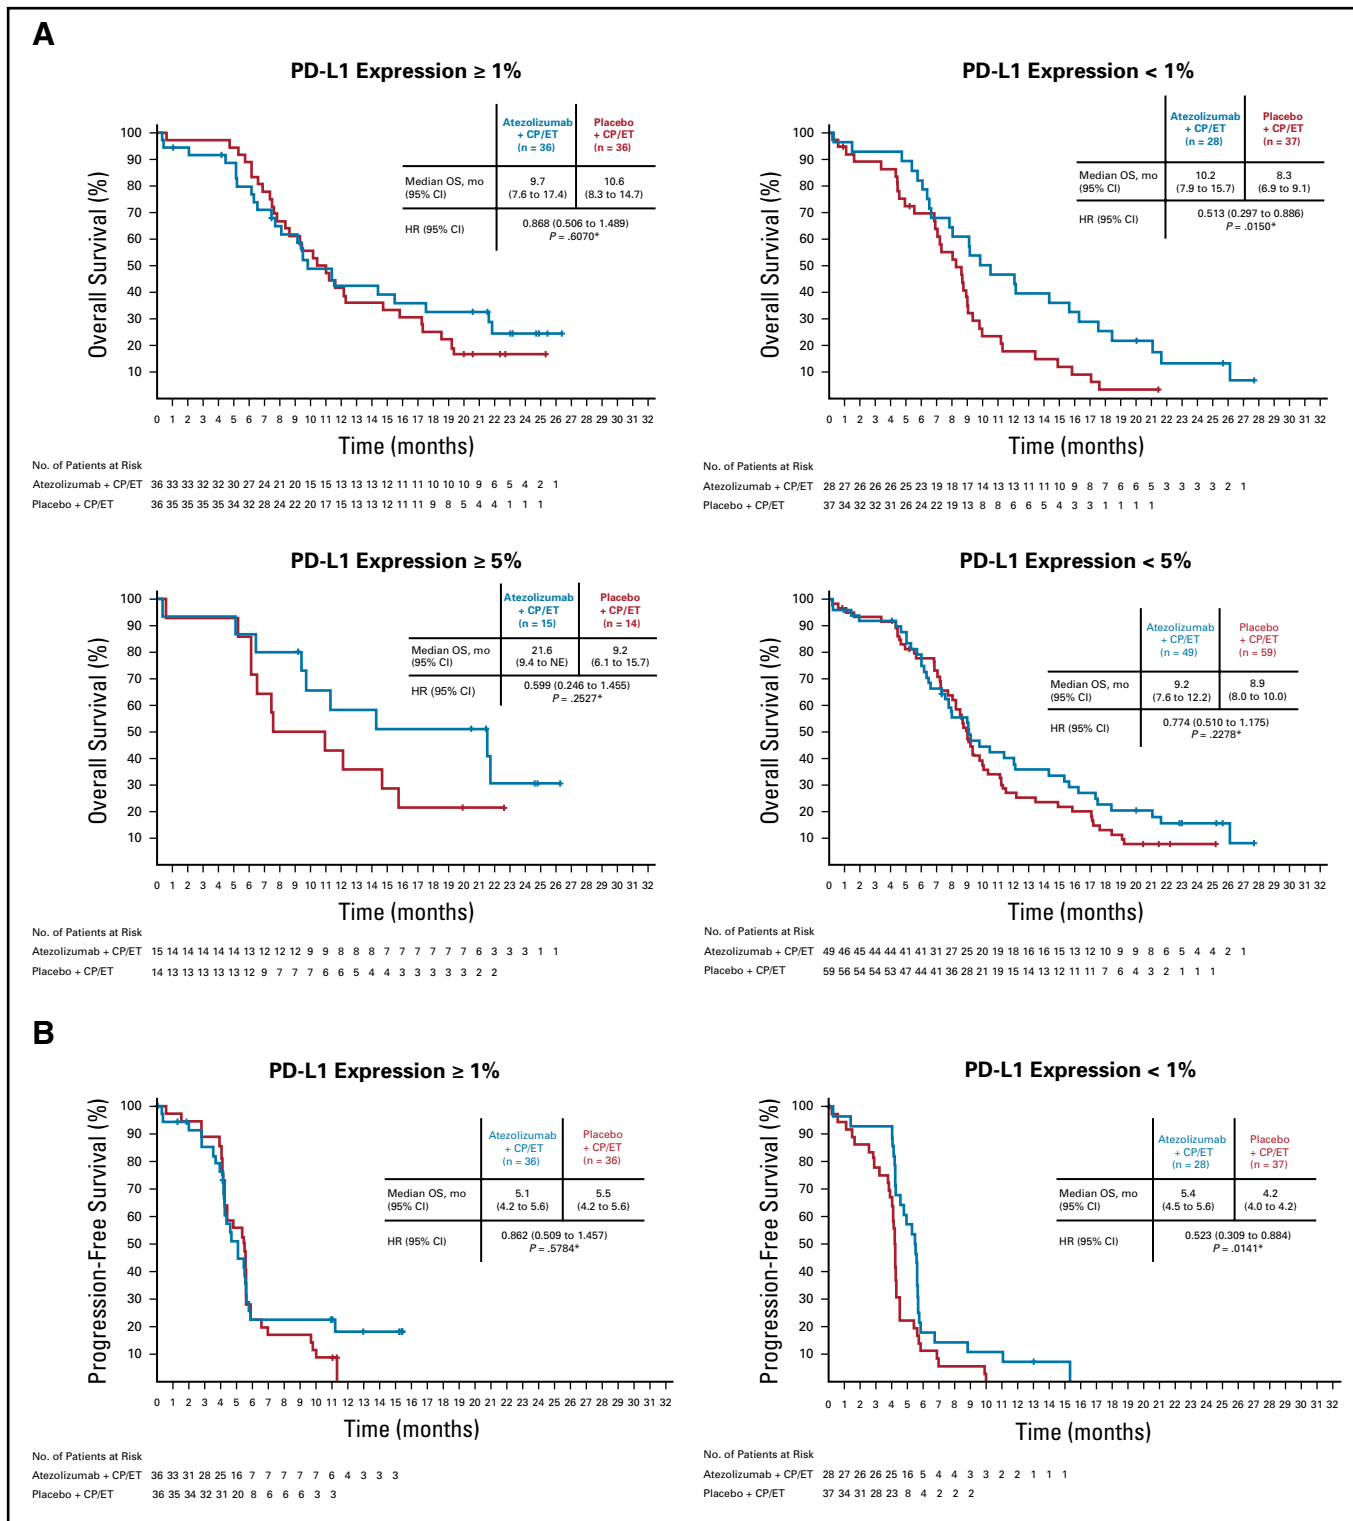 A
PD-L1 Expression ≥ 1%
Overall Survival (%)
100
90
80
70
60
50
40
30
20
10
Atezolizumab + CP/ET (n = 36)
Placebo + CP/ET (n = 36)
Median OS, mo (95% CI)
9.7 (7.6 to 17.4)
10.6 (8.3 to 14.7)
HR (95% CI)
0.868 (0.506 to 1.489)
P = .6070*
0 1 2 3 4 5 6 7 8 9 10 11 12 13 14 15 16 17 18 19 20 21 22 23 24 25 26 27 28 29 30 31 32
Time (months)
No. of Patients at Risk
Atezolizumab + CP/ET 36 33 33 32 32 30 27 24 21 20 15 15 13 13 13 12 11 11 10 10 10 9 6 5 4 2 1
Placebo + CP/ET 36 35 35 35 35 34 32 28 24 22 20 17 15 13 13 12 11 11 9 8 5 4 4 1 1 1
PD-L1 Expression < 1%
Overall Survival (%)
100
90
80
70
60
50
40
30
20
10
Atezolizumab + CP/ET (n = 28)
Placebo + CP/ET (n = 37)
Median OS, mo (95% CI)
10.2 (7.9 to 15.7)
8.3 (6.9 to 9.1)
HR (95% CI)
0.513 (0.297 to 0.886)
P = .0150*
0 1 2 3 4 5 6 7 8 9 10 11 12 13 14 15 16 17 18 19 20 21 22 23 24 25 26 27 28 29 30 31 32
Time (months)
No. of Patients at Risk
Atezolizumab + CP/ET 28 27 26 26 26 25 23 19 18 17 14 13 13 11 11 10 9 8 7 6 6 5 3 3 3 3 2 1
Placebo + CP/ET 37 34 32 32 31 26 24 22 19 13 8 8 6 6 5 4 3 3 1 1 1 1
PD-L1 Expression ≥ 5%
Overall Survival (%)
100
90
80
70
60
50
40
30
20
10
Atezolizumab + CP/ET (n = 15)
Placebo + CP/ET (n = 14)
Median OS, mo (95% CI)
21.6 (9.4 to NE)
9.2 (6.1 to 15.7)
HR (95% CI)
0.599 (0.246 to 1.455)
P = .2527*
0 1 2 3 4 5 6 7 8 9 10 11 12 13 14 15 16 17 18 19 20 21 22 23 24 25 26 27 28 29 30 31 32
Time (months)
No. of Patients at Risk
Atezolizumab + CP/ET 15 14 14 14 14 14 13 12 12 12 9 9 8 8 8 7 7 7 7 7 7 6 3 3 3 1 1
Placebo + CP/ET 14 13 13 13 13 13 12 9 7 7 7 6 6 5 4 4 3 3 3 3 3 2 2
PD-L1 Expression < 5%
Overall Survival (%)
100
90
80
70
60
50
40
30
20
10
Atezolizumab + CP/ET (n = 49)
Placebo + CP/ET (n = 59)
Median OS, mo (95% CI)
9.2 (7.6 to 12.2)
8.9 (8.0 to 10.0)
HR (95% CI)
0.774 (0.510 to 1.175)
P = .2278*
0 1 2 3 4 5 6 7 8 9 10 11 12 13 14 15 16 17 18 19 20 21 22 23 24 25 26 27 28 29 30 31 32
Time (months)
No. of Patients at Risk
Atezolizumab + CP/ET 49 46 45 44 44 41 41 31 27 25 20 19 18 16 16 15 13 12 10 9 9 8 6 5 4 4 2 1
Placebo + CP/ET 59 56 54 54 53 47 44 41 36 28 21 19 15 14 13 12 11 11 7 6 4 3 2 1 1 1
B
PD-L1 Expression ≥ 1%
Progression-Free Survival (%)
100
90
80
70
60
50
40
30
20
10
Atezolizumab + CP/ET (n = 36)
Placebo + CP/ET (n = 36)
Median OS, mo (95% CI)
5.1 (4.2 to 5.6)
5.5 (4.2 to 5.6)
HR (95% CI)
0.862 (0.509 to 1.457)
P = .5784*
0 1 2 3 4 5 6 7 8 9 10 11 12 13 14 15 16 17 18 19 20 21 22 23 24 25 26 27 28 29 30 31 32
Time (months)
No. of Patients at Risk
Atezolizumab + CP/ET 36 33 31 28 25 16 7 7 7 7 7 6 4 3 3 3
Placebo + CP/ET 36 35 34 32 31 20 8 6 6 6 3 3
PD-L1 Expression < 1%
Progression-Free Survival (%)
100
90
80
70
60
50
40
30
20
10
Atezolizumab + CP/ET (n = 28)
Placebo + CP/ET (n = 37)
Median OS, mo (95% CI)
5.4 (4.5 to 5.6)
4.2 (4.0 to 4.2)
HR (95% CI)
0.523 (0.309 to 0.884)
P = .0141*
0 1 2 3 4 5 6 7 8 9 10 11 12 13 14 15 16 17 18 19 20 21 22 23 24 25 26 27 28 29 30 31 32
Time (months)
No. of Patients at Risk
Atezolizumab + CP/ET 28 27 26 26 25 16 5 4 4 3 3 2 2 1 1 1
Placebo + CP/ET 37 34 31 28 23 8 4 2 2 2